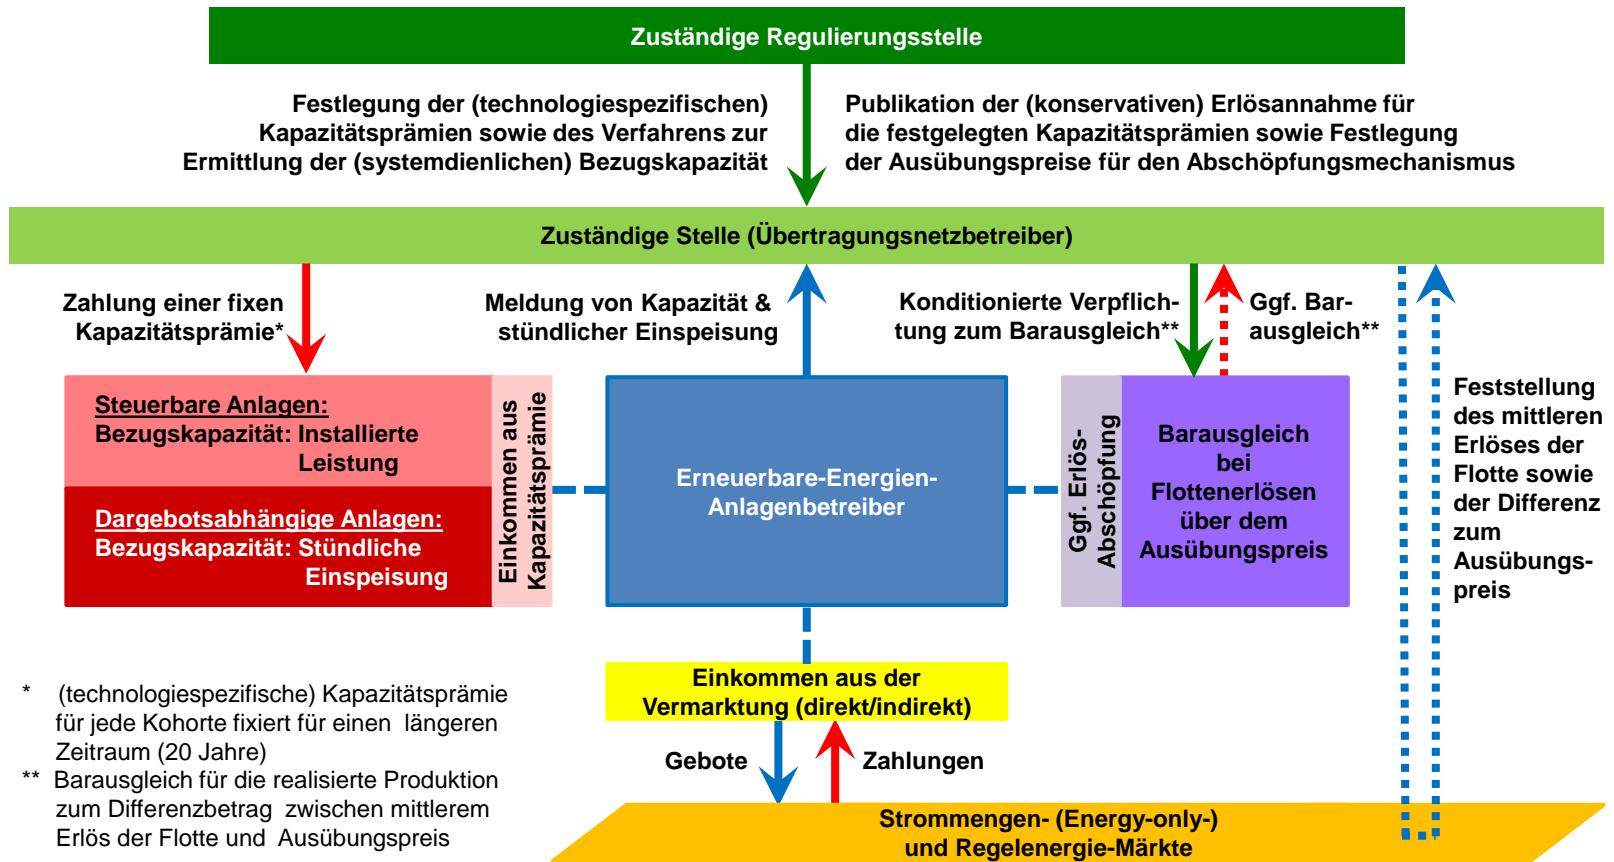 Zuständige Regulierungsstelle
Festlegung der (technologiespezifischen)
Kapazitätsprämien sowie des Verfahrens zur
Ermittlung der (systemdienlichen) Bezugskapazität
Publikation der (konservativen) Erlösannahme für
die festgelegten Kapazitätsprämien sowie Festlegung
der Ausübungspreise für den Abschöpfungsmechanismus
Zuständige Stelle (Übertragungsnetzbetreiber)
Zahlung einer fixen
Kapazitätsprämie*
Meldung von Kapazität &
stündlicher Einspeisung
Konditionierte Verpflich-
tung zum Barausgleich**
Ggf. Bar-
ausgleich**
Steuerbare Anlagen:
Bezugskapazität: Installierte
Leistung
Dargebotsabhängige Anlagen:
Bezugskapazität: Stündliche
Einspeisung
Einkommen aus
Kapazitätsprämie
Erneuerbare-Energien-
Anlagenbetreiber
Ggf. Erlös-
Abschöpfung
Barausgleich
bei
Flottenerlösen
über dem
Ausübungspreis
Feststellung
des mittleren
Erlöses der
Flotte sowie
der Differenz
zum
Ausübungs-
preis
Einkommen aus der
Vermarktung (direkt/indirekt)
Gebote
Zahlungen
Strommengen- (Energy-only-)
und Regelenergie-Märkte
* (technologiespezifische) Kapazitätsprämie
für jede Kohorte fixiert für einen längeren
Zeitraum (20 Jahre)
** Barausgleich für die realisierte Produktion
zum Differenzbetrag zwischen mittlerem
Erlös der Flotte und Ausübungspreis